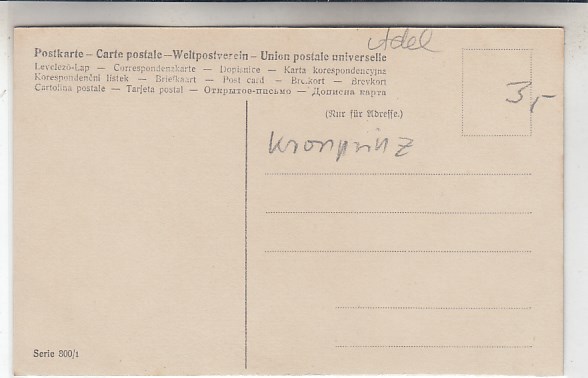 Adel
Postkarte – Carte postale – Weltpostverein – Union postale universelle
Levelező-Lap — Correspondenzkarte — Dopisnice — Karta korespondencyjna
Korespondenční lístek — Briefkaart — Post card — Brevkort — Brevkort
Cartolina postale — Tarjeta postal — Открытое-письмо — Дописна карта
3,-
(Nur für Adresse.)
Kronprinz
Serie 300/1